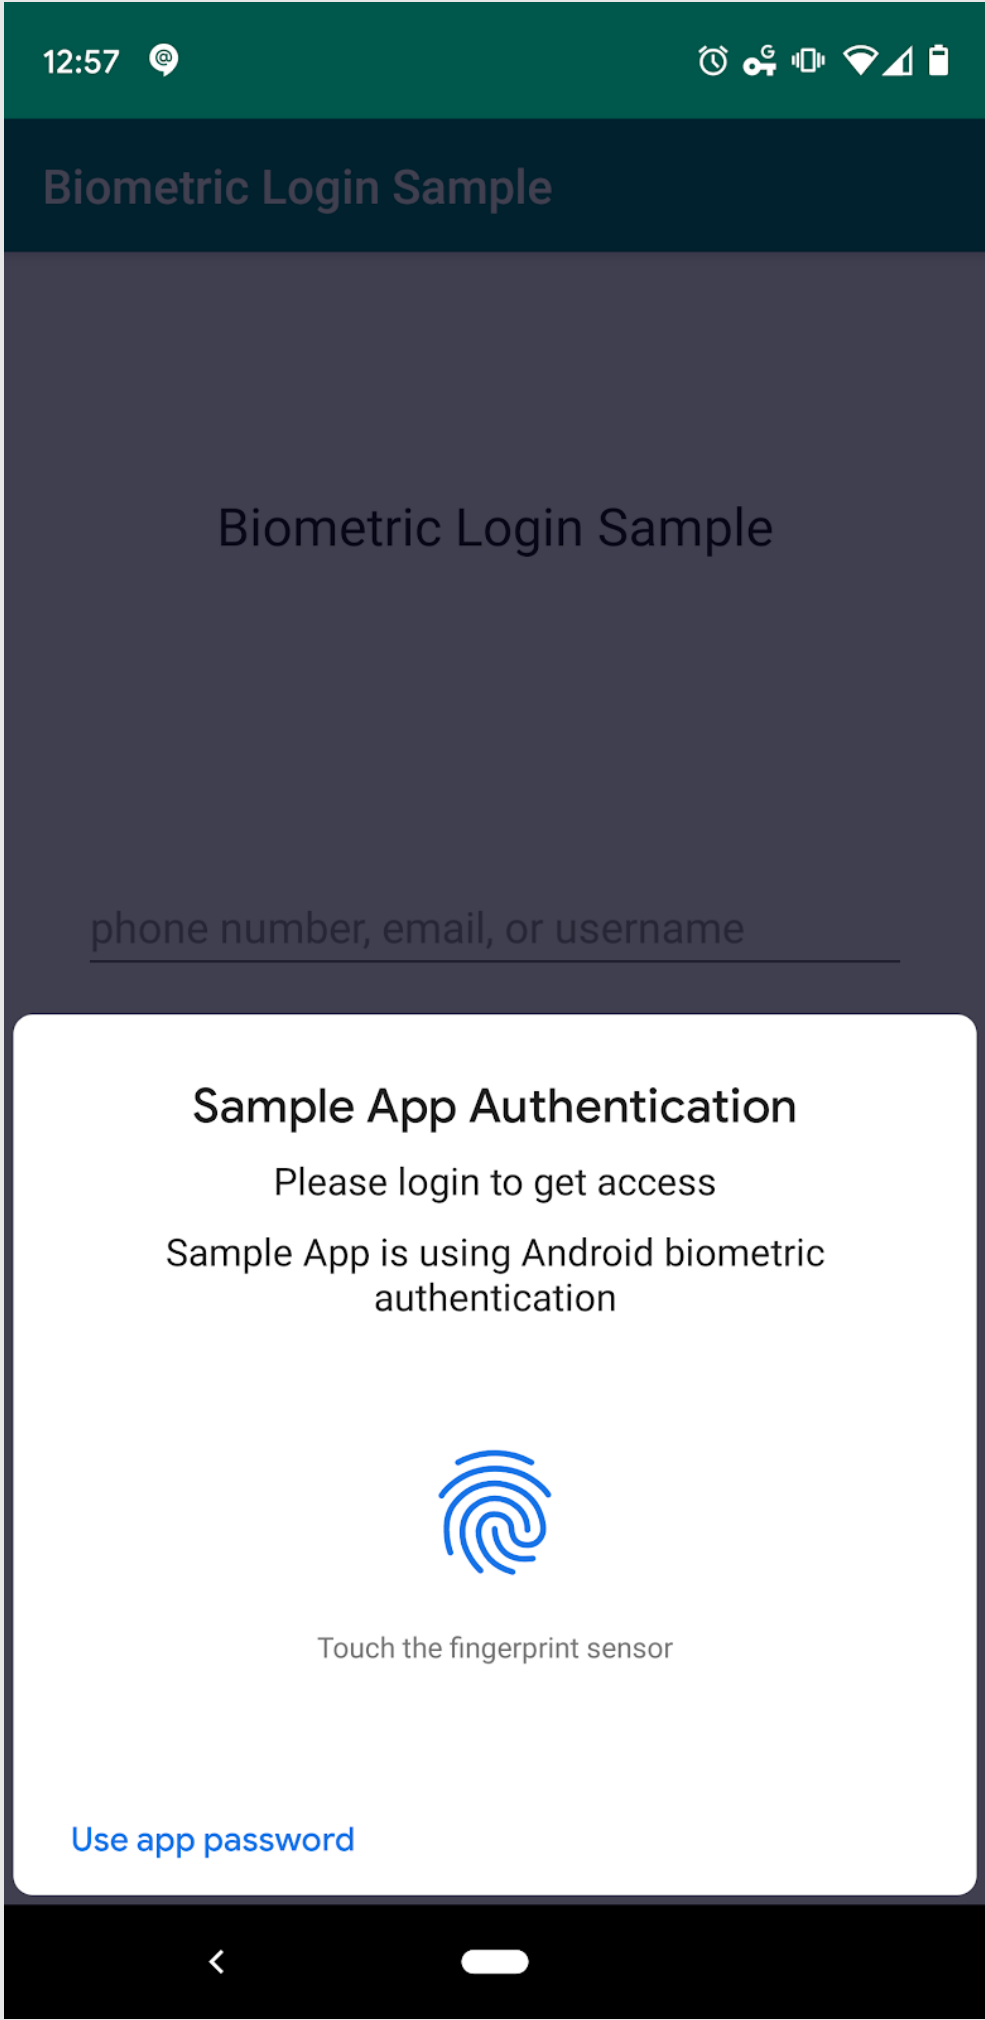 12:57
Biometric Login Sample
Biometric Login Sample
phone number, email, or username
Sample App Authentication
Please login to get access
Sample App is using Android biometric
authentication
Touch the fingerprint sensor
Use app password